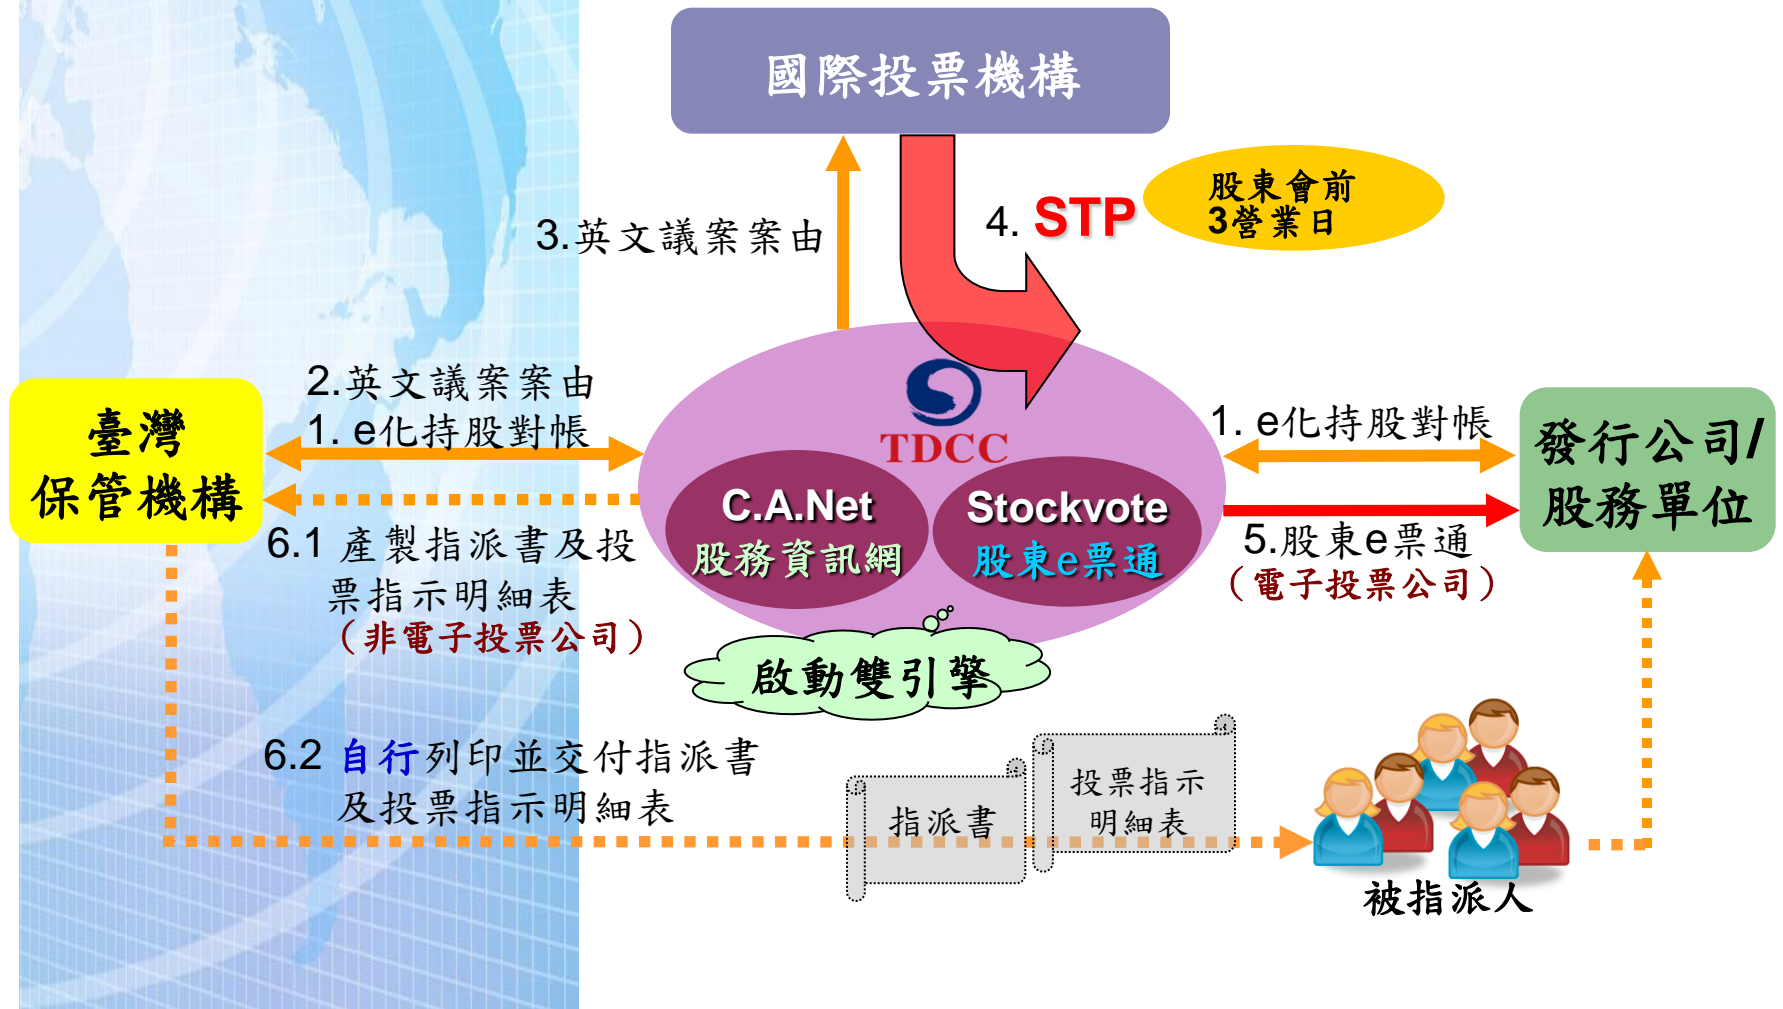 國際投票機構
股東會前
3營業日
4. STP
3.英文議案案由
2.英文議案案由
1. e化持股對帳
臺灣
保管機構
TDCC
1. e化持股對帳
發行公司/
股務單位
C.A.Net
股務資訊網
Stockvote
股東e票通
5.股東e票通
（電子投票公司）
6.1 產製指派書及投
票指示明細表
（非電子投票公司）
啟動雙引擎
6.2 自行列印並交付指派書
及投票指示明細表
指派書
投票指示
明細表
被指派人